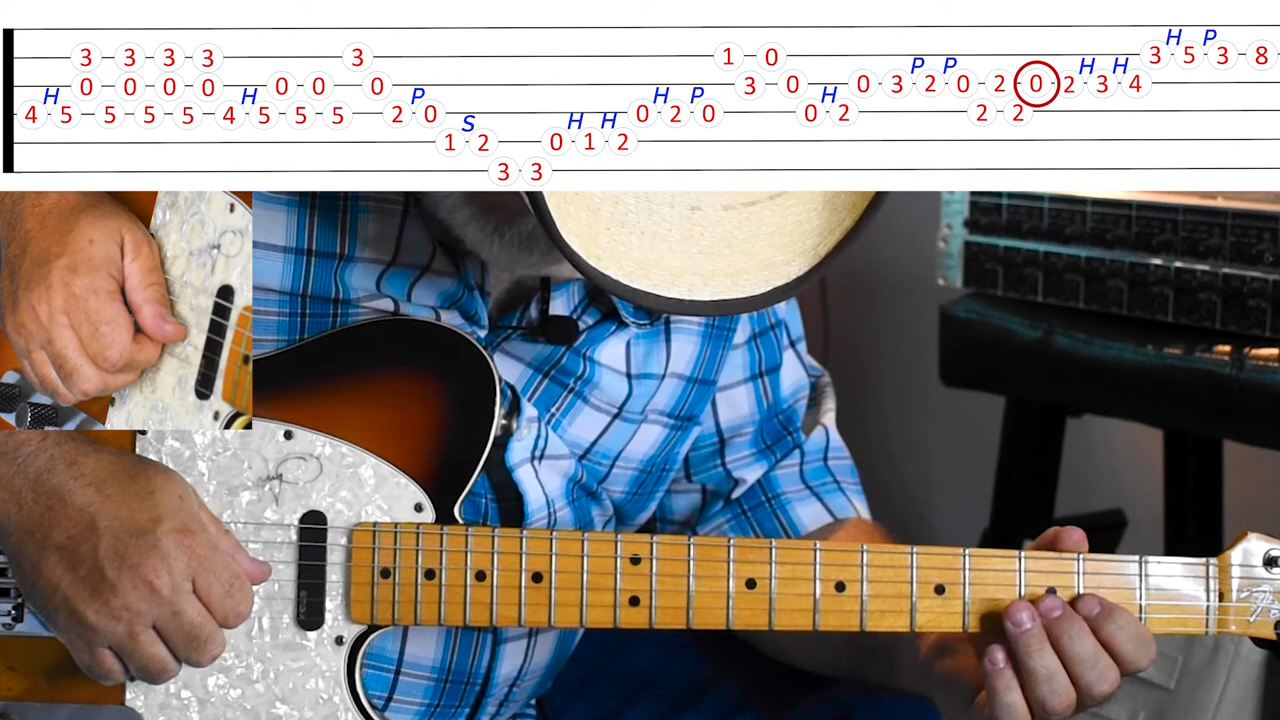 H P
3 3 3 3 3 1 0 3 5 3 8
P P H H
0 0 0 0 0 0 0 3 0 0 3 2 0 2 0 2 3 4
H H P H P H
4 5 5 5 5 4 5 5 5 2 0 0 2 0 0 2 2 2
S H H
1 2 0 1 2
3 3